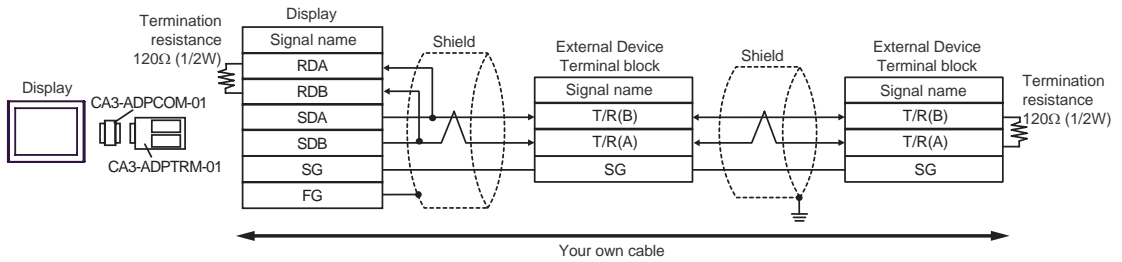 Display
CA3-ADPCOM-01
CA3-ADPTRM-01
Termination
resistance
120Ω (1/2W)
Display
Signal name
RDA
RDB
SDA
SDB
SG
FG
Shield
External Device
Terminal block
Signal name
T/R(B)
T/R(A)
SG
Shield
External Device
Terminal block
Signal name
T/R(B)
T/R(A)
SG
Termination
resistance
120Ω (1/2W)
Your own cable